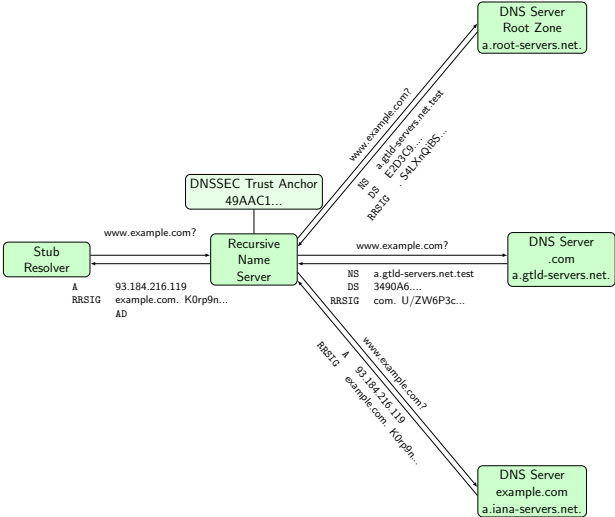 DNS Server
Root Zone
a.root-servers.net.
www.example.com?
NS a.gtld-servers.net.test
DS E2D3C9....
RRSIG . S4LXnQiBS...
DNSSEC Trust Anchor
49AAC1...
Stub
Resolver
www.example.com?
A 93.184.216.119
RRSIG example.com. K0rp9n...
AD
Recursive
Name
Server
www.example.com?
NS a.gtld-servers.net.test
DS 3490A6....
RRSIG com. U/ZW6P3c...
DNS Server
.com
a.gtld-servers.net.
www.example.com?
A 93.184.216.119
RRSIG example.com. K0rp9n...
DNS Server
example.com
a.iana-servers.net.